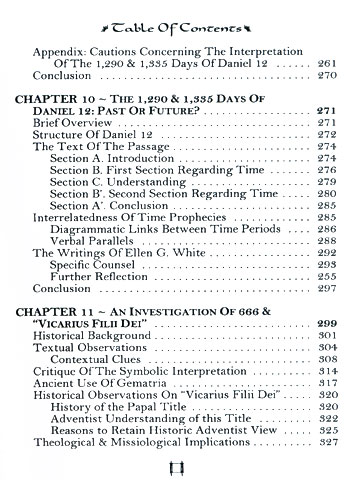 Table Of Contents
Appendix: Cautions Concerning The Interpretation
Of The 1,290 & 1,335 Days Of Daniel 12 ...... 261
Conclusion ............................ 270
CHAPTER 10 ~ THE 1,290 & 1,335 DAYS OF
DANIEL 12: PAST OR FUTURE? ................. 271
Brief Overview ........................... 271
Structure Of Daniel 12 ..................... 272
The Text Of The Passage .................... 274
Section A. Introduction .................. 274
Section B. First Section Regarding Time ...... 276
Section C. Understanding ................. 279
Section B'. Second Section Regarding Time .... 280
Section A'. Conclusion .................... 285
Interrelatedness Of Time Prophecies .......... 285
Diagrammatic Links Between Time Periods .... 286
Verbal Parallels ......................... 288
The Writings Of Ellen G. White ............... 292
Specific Counsel ........................ 293
Further Reflection ....................... 255
Conclusion .............................. 297
CHAPTER 11 ~ AN INVESTIGATION OF 666 &
"VICARIUS FILII DEI" ........................ 299
Historical Background ...................... 301
Textual Observations ....................... 304
Contextual Clues ........................ 308
Critique Of The Symbolic Interpretation ........ 314
Ancient Use Of Gematria .................... 317
Historical Observations On "Vicarius Filii Dei" ..... 320
History of the Papal Title ................. 320
Adventist Understanding of this Title ........ 322
Reasons to Retain Historic Adventist View ..... 325
Theological & Missiological Implications ......... 327